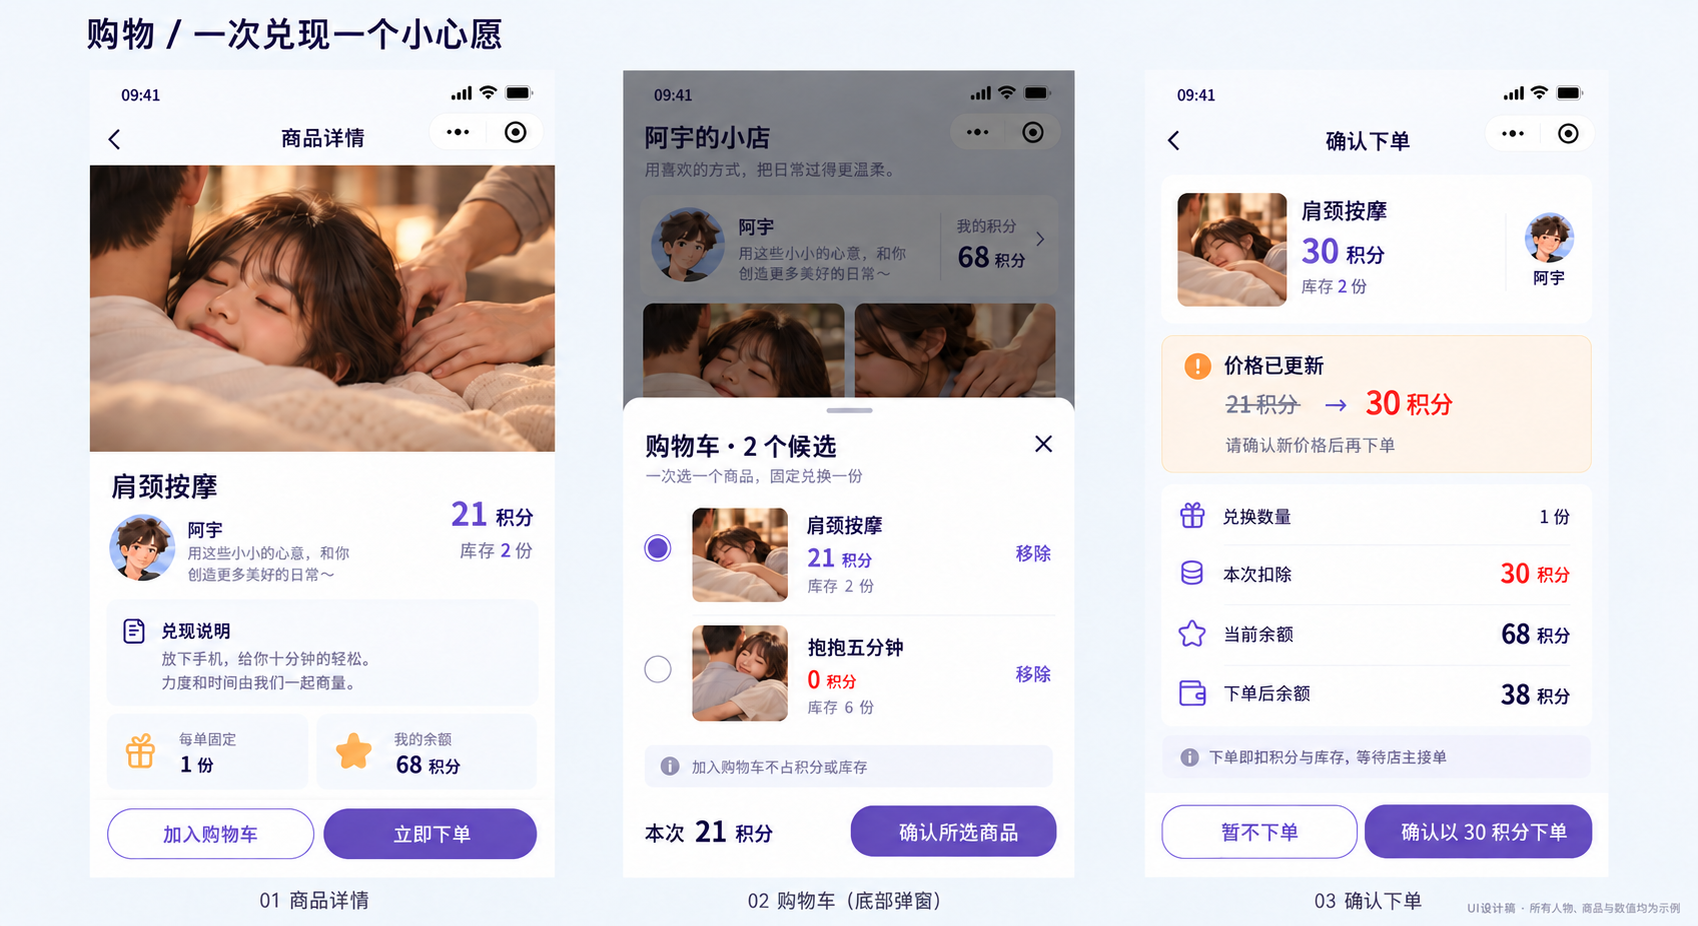 购物 / 一次兑现一个小心愿
09:41
商品详情
肩颈按摩
阿宇
用这些小小的心意，和你
创造更多美好的日常～
21 积分
库存 2 份
兑现说明
放下手机，给你十分钟的轻松。
力度和时间由我们一起商量。
每单固定
1 份
我的余额
68 积分
加入购物车
立即下单
01 商品详情
09:41
阿宇的小店
用喜欢的方式，把日常过得更温柔。
阿宇
用这些小小的心意，和你
创造更多美好的日常～
我的积分
68 积分
购物车 · 2 个候选
一次选一个商品，固定兑换一份
肩颈按摩
21 积分
库存 2 份
移除
抱抱五分钟
0 积分
库存 6 份
移除
加入购物车不占积分或库存
本次 21 积分
确认所选商品
02 购物车（底部弹窗）
09:41
确认下单
肩颈按摩
30 积分
库存 2 份
阿宇
价格已更新
21 积分 → 30 积分
请确认新价格后再下单
兑换数量 1 份
本次扣除 30 积分
当前余额 68 积分
下单后余额 38 积分
下单即扣积分与库存，等待店主接单
暂不下单
确认以 30 积分下单
03 确认下单
UI设计稿 · 所有人物、商品与数值均为示例